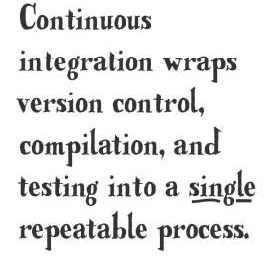 Continuous
integration wraps
version control,
compilation, and
testing into a single
repeatable process.